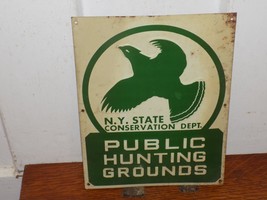 N.Y. STATE
CONSERVATION DEPT.
PUBLIC
HUNTING
GROUNDS